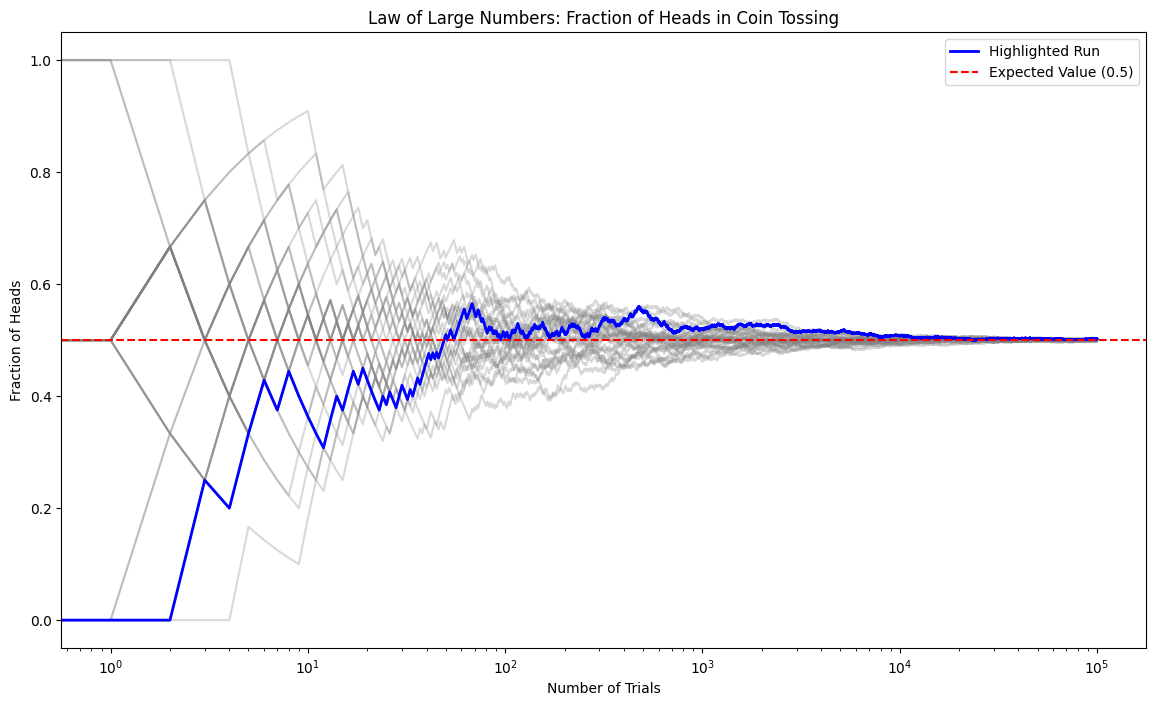 Law of Large Numbers: Fraction of Heads in Coin Tossing
Highlighted Run
Expected Value (0.5)
Fraction of Heads
1.0
0.8
0.6
0.4
0.2
0.0
10⁰
10¹
10²
10³
10⁴
10⁵
Number of Trials